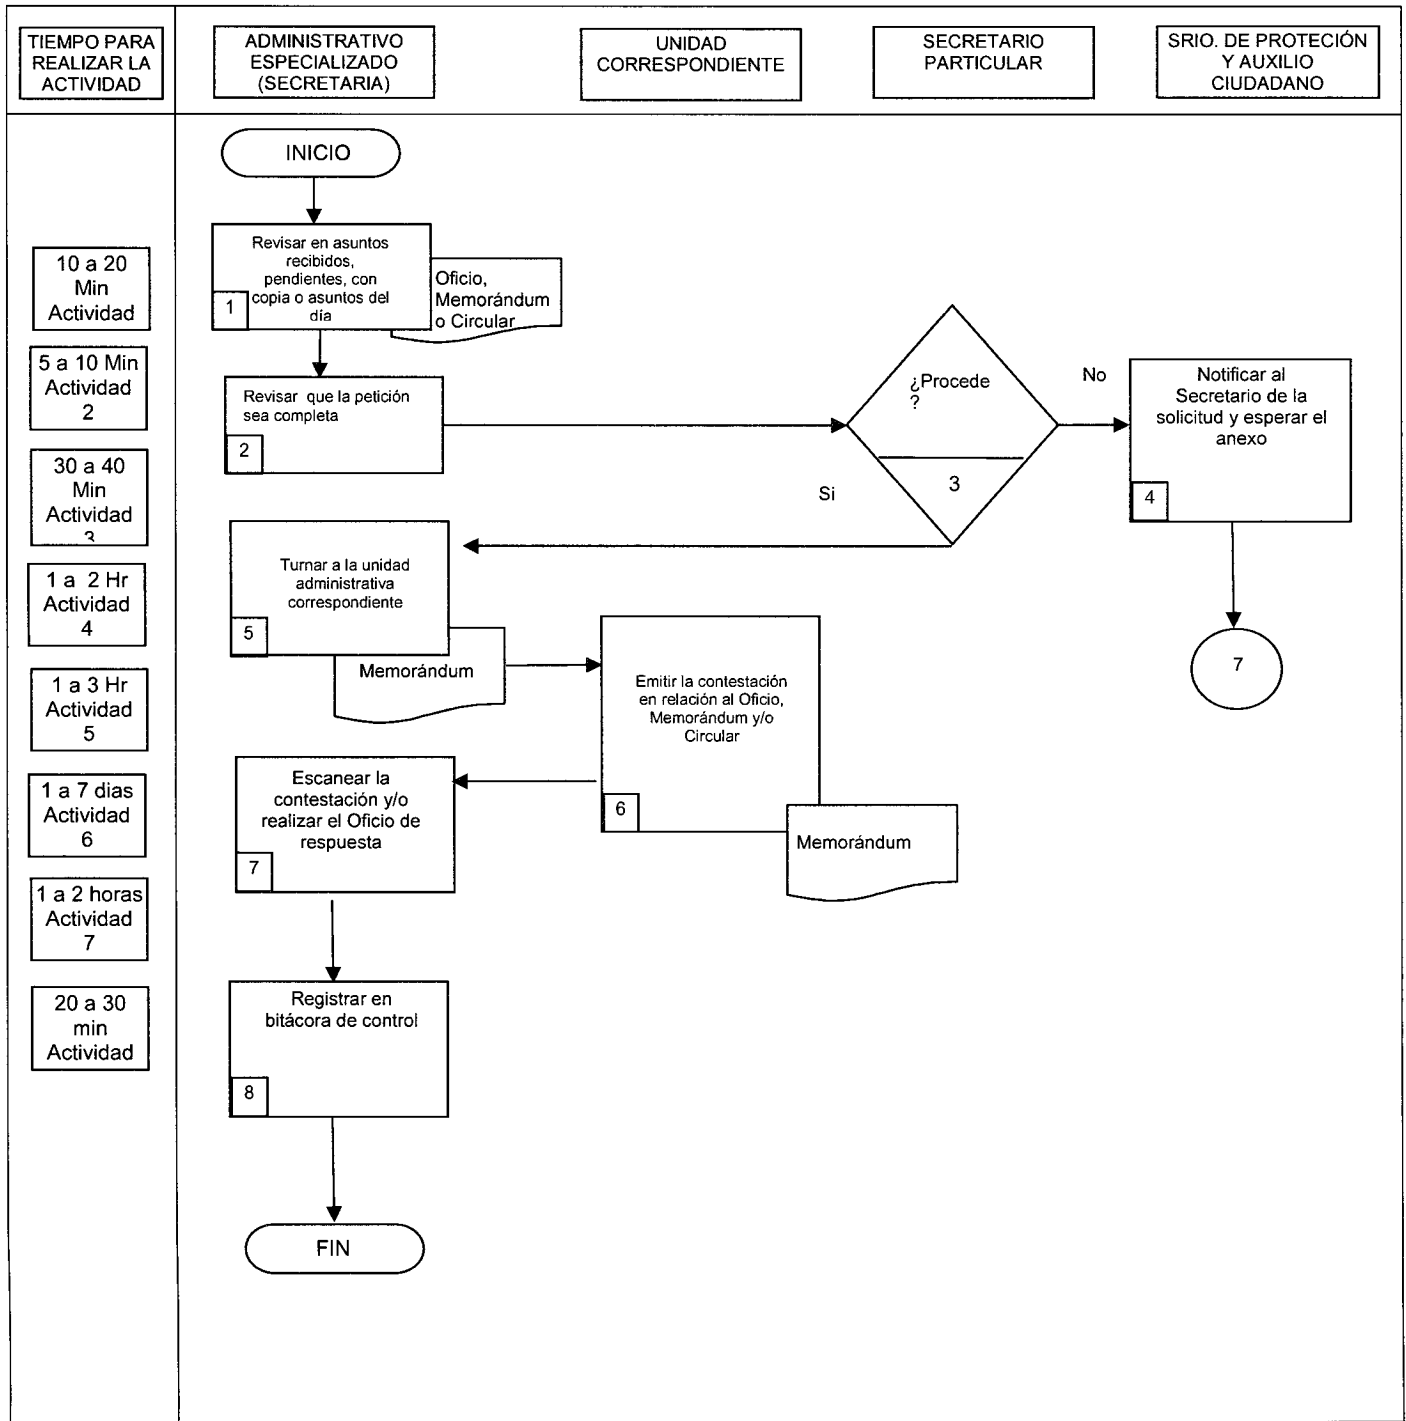 TIEMPO PARA
REALIZAR LA
ACTIVIDAD
ADMINISTRATIVO
ESPECIALIZADO
(SECRETARIA)
UNIDAD
CORRESPONDIENTE
SECRETARIO
PARTICULAR
SRIO. DE PROTECIÓN
Y AUXILIO
CIUDADANO
10 a 20
Min
Actividad
5 a 10 Min
Actividad
2
30 a 40
Min
Actividad
3
1 a 2 Hr
Actividad
4
1 a 3 Hr
Actividad
5
1 a 7 dias
Actividad
6
1 a 2 horas
Actividad
7
20 a 30
min
Actividad
INICIO
Revisar en asuntos
recibidos,
pendientes, con
copia o asuntos del
día
1
Oficio,
Memorándum
o Circular
Revisar que la petición
sea completa
2
¿Procede
?
3
No
Si
Notificar al
Secretario de la
solicitud y esperar el
anexo
4
7
Turnar a la unidad
administrativa
correspondiente
5
Memorándum
Emitir la contestación
en relación al Oficio,
Memorándum y/o
Circular
6
Memorándum
Escanear la
contestación y/o
realizar el Oficio de
respuesta
7
Registrar en
bitácora de control
8
FIN